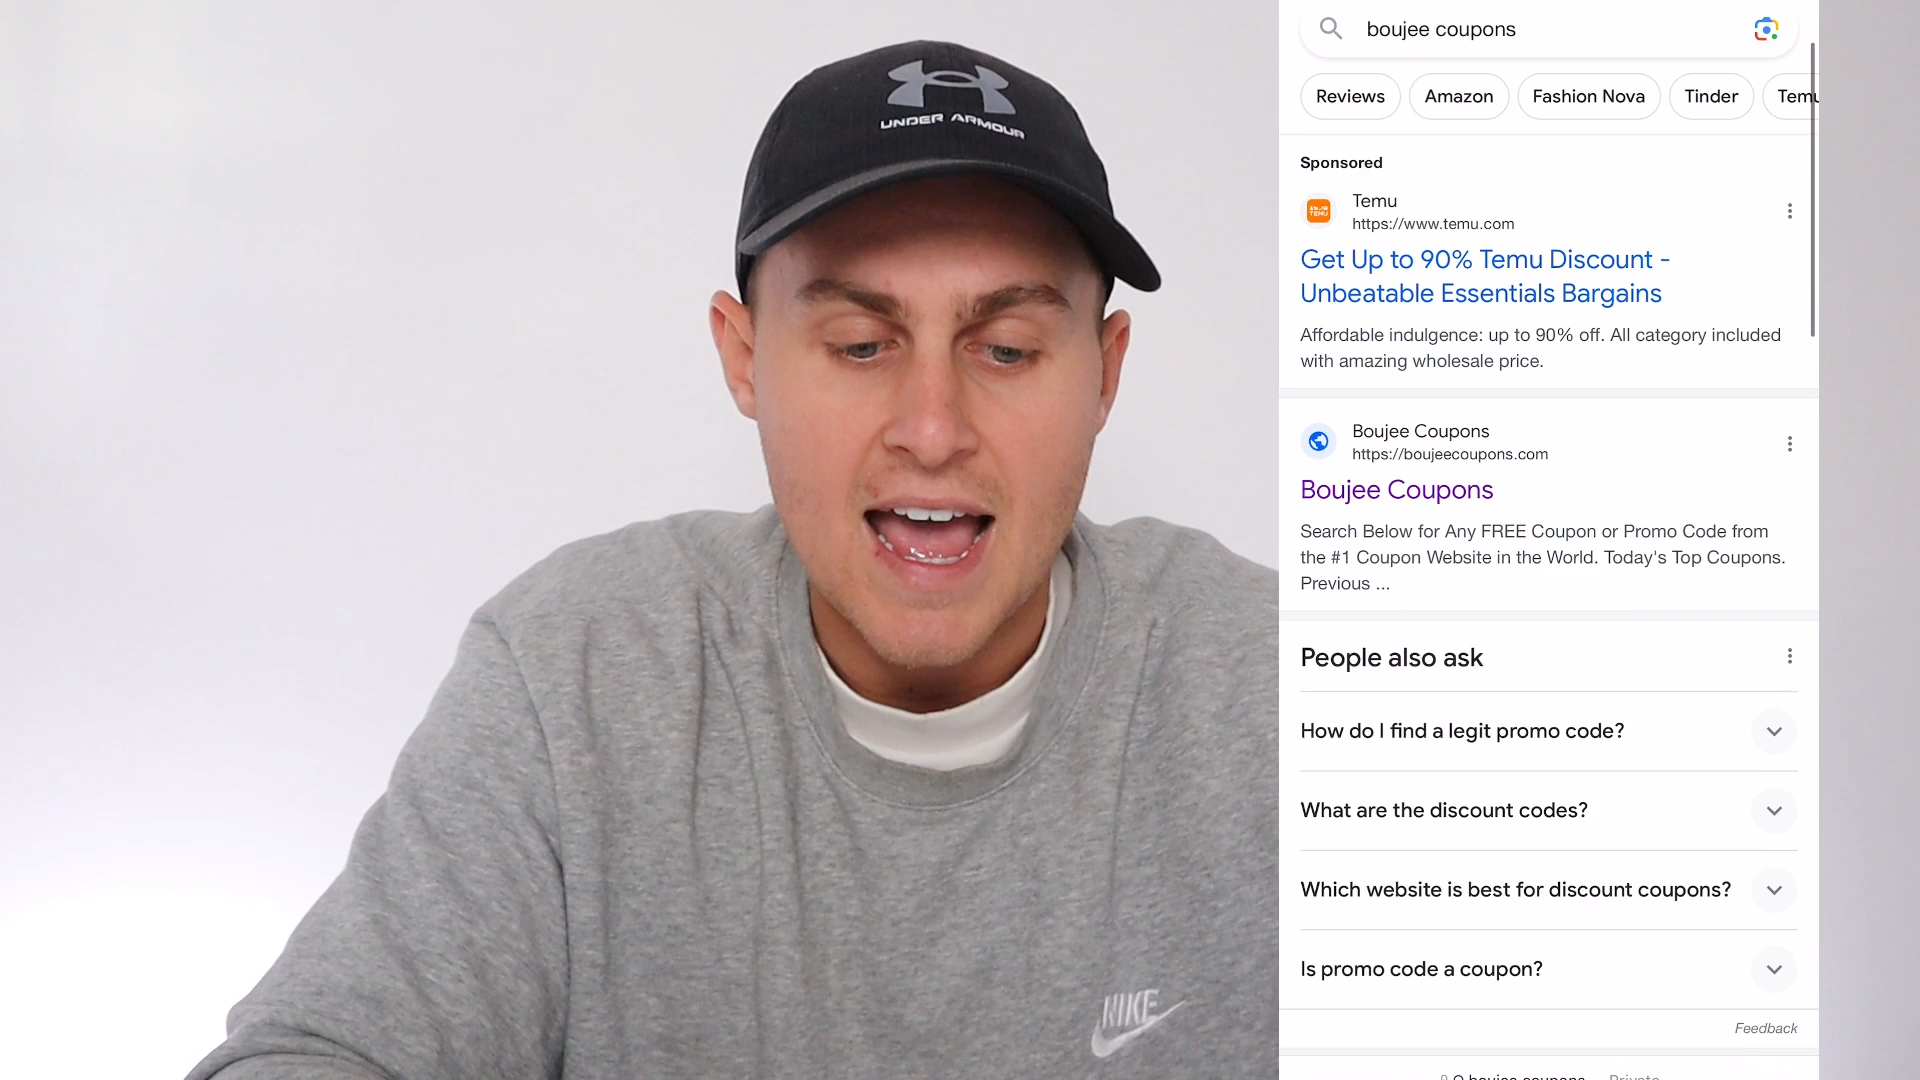 UNDER ARMOUR
NIKE
boujee coupons
Reviews
Amazon
Fashion Nova
Tinder
Temu
Sponsored
TEMU
Temu
https://www.temu.com
Get Up to 90% Temu Discount -
Unbeatable Essentials Bargains
Affordable indulgence: up to 90% off. All category included
with amazing wholesale price.
Boujee Coupons
https://boujeecoupons.com
Boujee Coupons
Search Below for Any FREE Coupon or Promo Code from
the #1 Coupon Website in the World. Today's Top Coupons.
Previous ...
People also ask
How do I find a legit promo code?
What are the discount codes?
Which website is best for discount coupons?
Is promo code a coupon?
Feedback